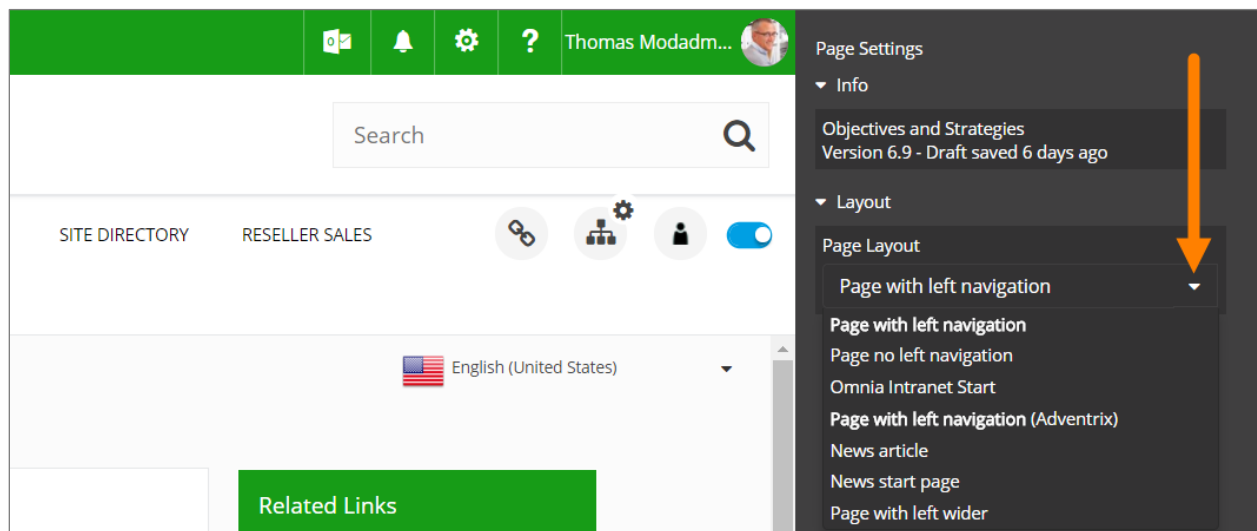 Thomas Modadm...
Search
SITE DIRECTORY
RESELLER SALES
English (United States)
Related Links
Page Settings
Info
Objectives and Strategies
Version 6.9 - Draft saved 6 days ago
Layout
Page Layout
Page with left navigation
Page with left navigation
Page no left navigation
Omnia Intranet Start
Page with left navigation (Adventrix)
News article
News start page
Page with left wider